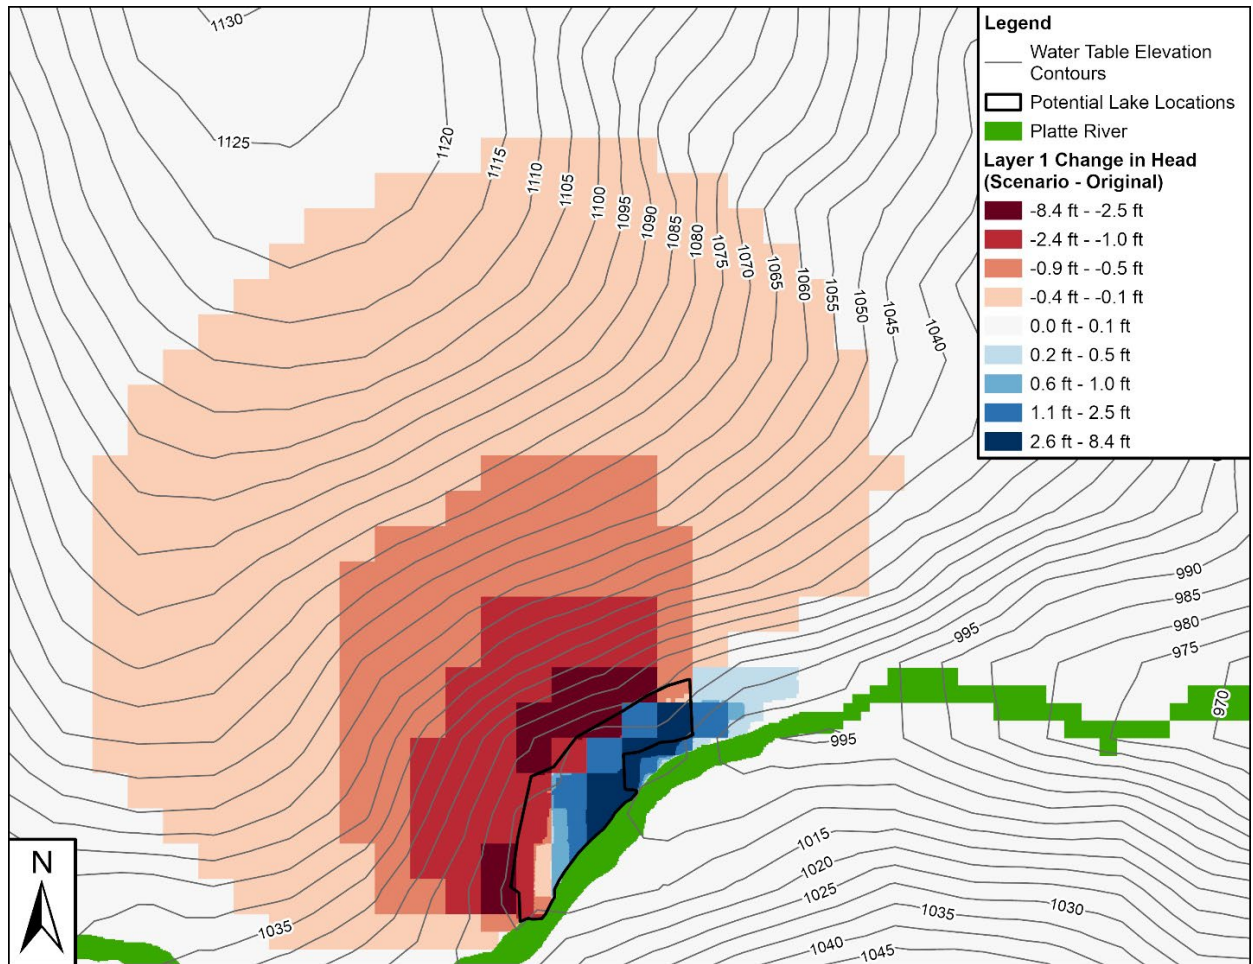 1130
1125
1120
1115
1110
1105
1100
1095
1090
1085
1080
1075
1070
1065
1060
1055
1050
1045
1040
Legend
Water Table Elevation
Contours
Potential Lake Locations
Platte River
Layer 1 Change in Head
(Scenario - Original)
-8.4 ft - -2.5 ft
-2.4 ft - -1.0 ft
-0.9 ft - -0.5 ft
-0.4 ft - -0.1 ft
0.0 ft - 0.1 ft
0.2 ft - 0.5 ft
0.6 ft - 1.0 ft
1.1 ft - 2.5 ft
2.6 ft - 8.4 ft
990
985
980
975
995
970
995
1015
1020
1025
1030
1035
1040
1045
N
1035